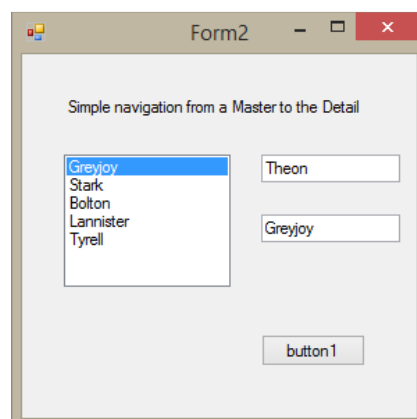 Form2
Simple navigation from a Master to the Detail
Greyjoy
Stark
Bolton
Lannister
Tyrell
Theon
Greyjoy
button1